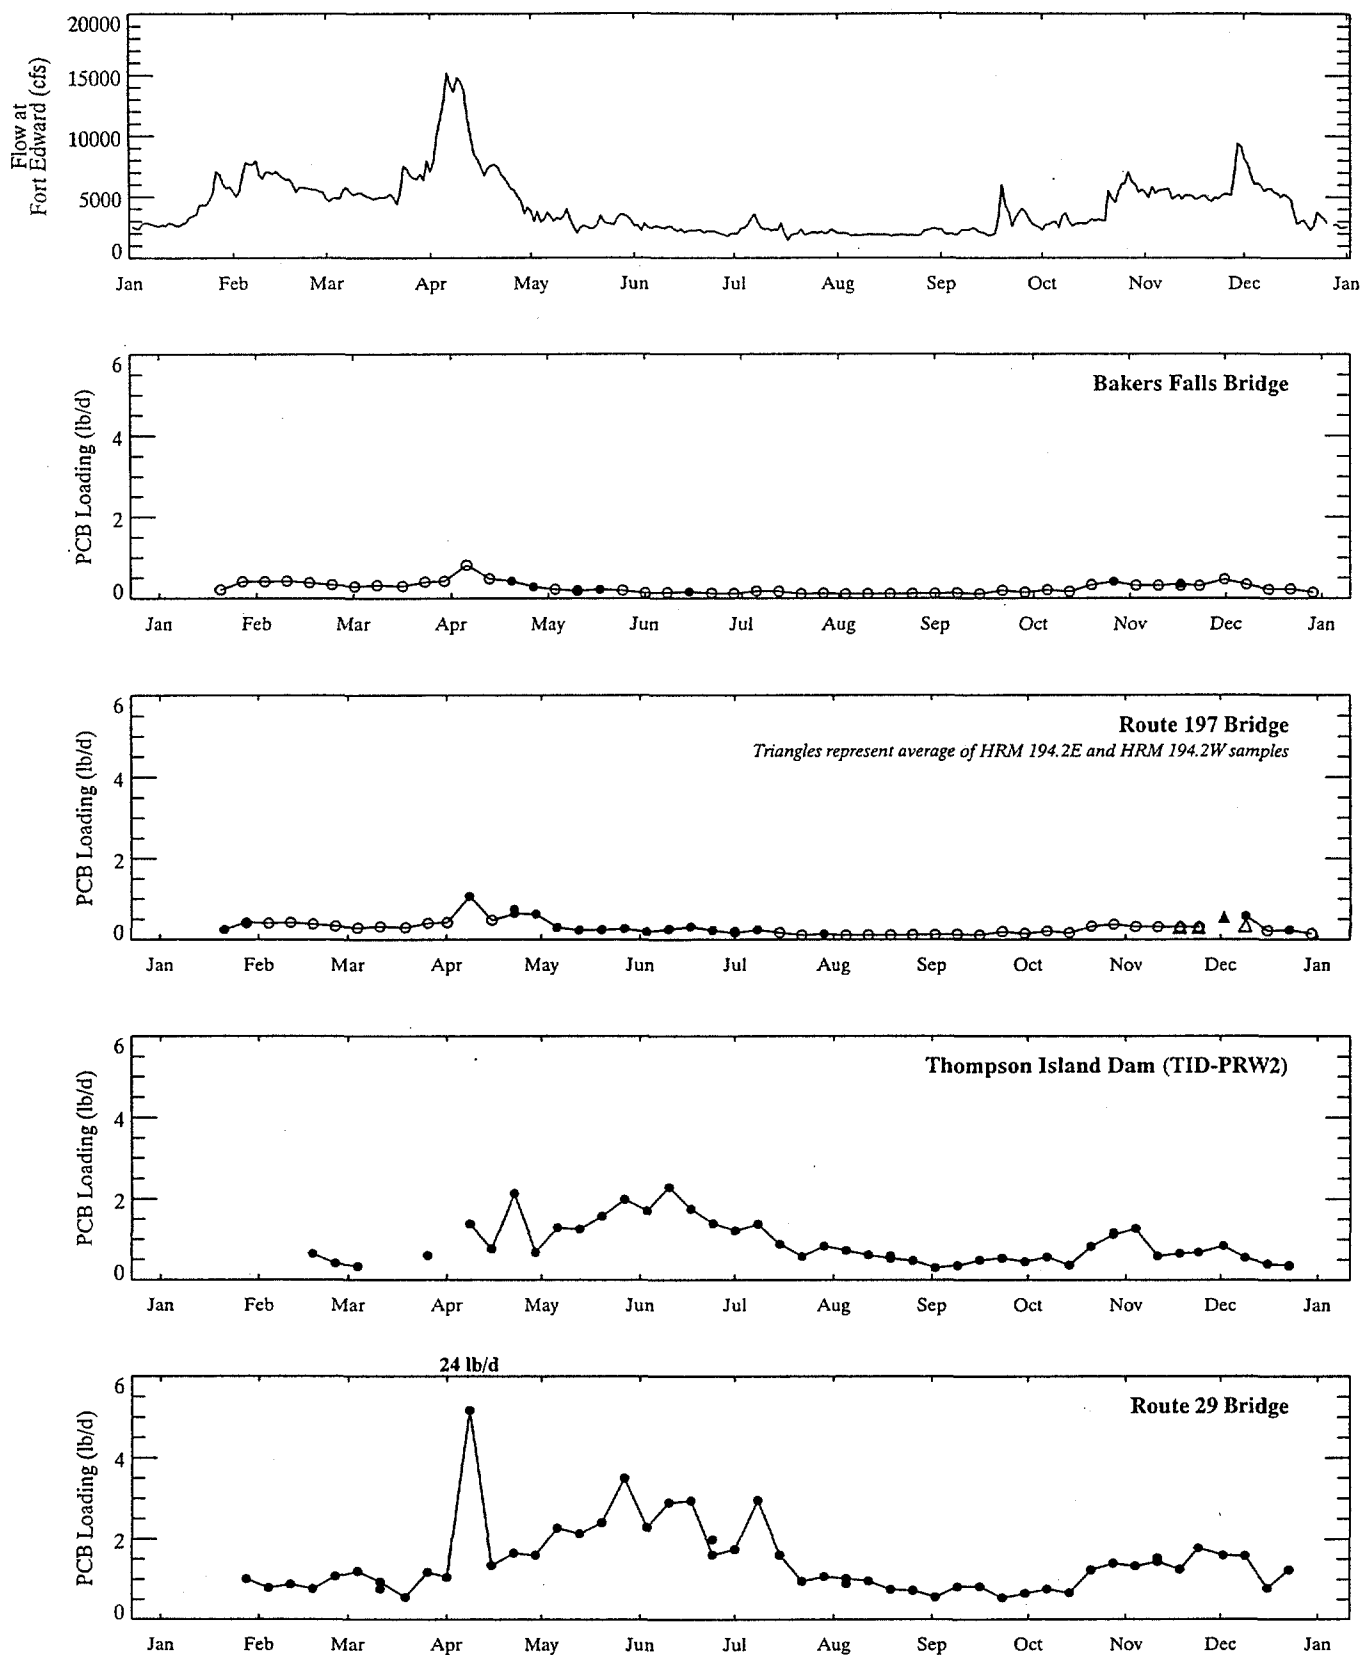 20000
15000
10000
5000
0
Flow at
Fort Edward (cfs)
Jan Feb Mar Apr May Jun Jul Aug Sep Oct Nov Dec Jan
6
4
2
0
PCB Loading (lb/d)
Bakers Falls Bridge
Jan Feb Mar Apr May Jun Jul Aug Sep Oct Nov Dec Jan
6
4
2
0
PCB Loading (lb/d)
Route 197 Bridge
Triangles represent average of HRM 194.2E and HRM 194.2W samples
Jan Feb Mar Apr May Jun Jul Aug Sep Oct Nov Dec Jan
6
4
2
0
PCB Loading (lb/d)
Thompson Island Dam (TID-PRW2)
Jan Feb Mar Apr May Jun Jul Aug Sep Oct Nov Dec Jan
24 lb/d
6
4
2
0
PCB Loading (lb/d)
Route 29 Bridge
Jan Feb Mar Apr May Jun Jul Aug Sep Oct Nov Dec Jan